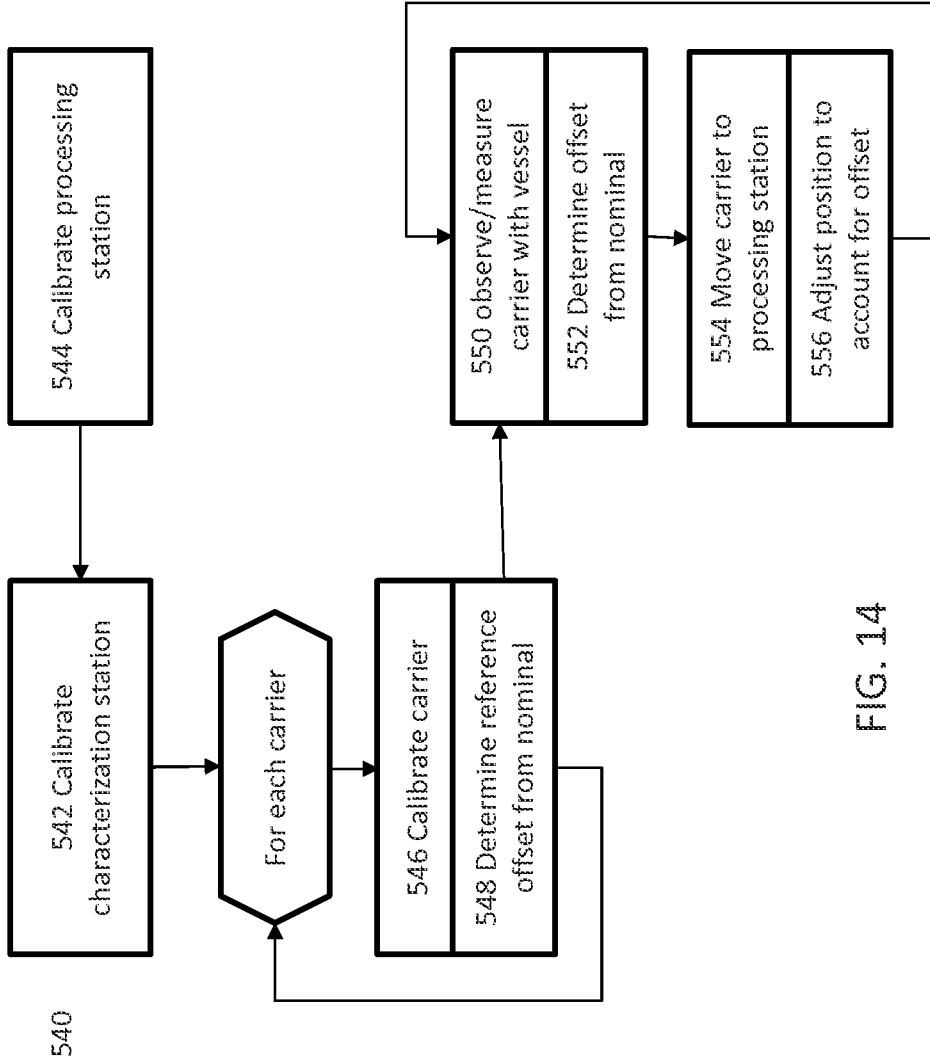 540
542 Calibrate
characterization station
544 Calibrate processing
station
For each carrier
546 Calibrate carrier
548 Determine reference
offset from nominal
550 observe/measure
carrier with vessel
552 Determine offset
from nominal
554 Move carrier to
processing station
556 Adjust position to
account for offset
FIG. 14